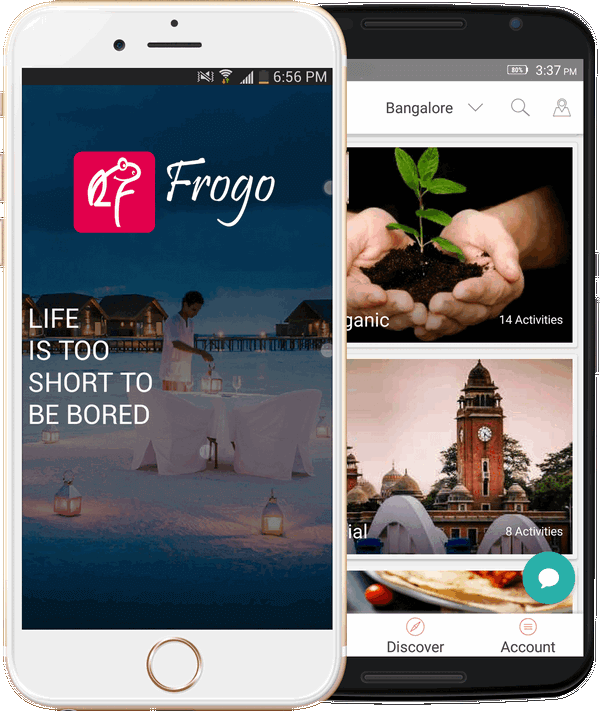 6:56 PM
Frogo
LIFE
IS TOO
SHORT TO
BE BORED
80%
3:37 PM
Bangalore
ganic
14 Activities
ial
8 Activities
Discover
Account